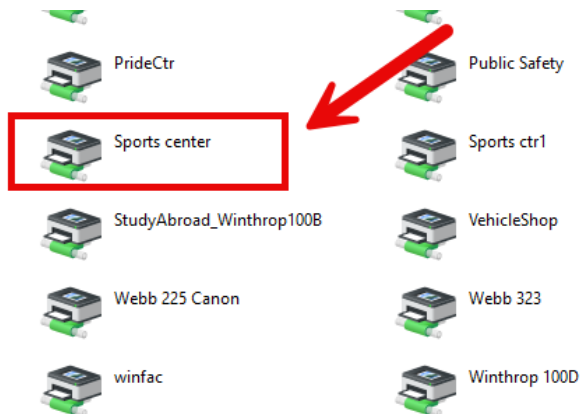 PrideCtr
Public Safety
Sports center
Sports ctr1
StudyAbroad_Winthrop100B
VehicleShop
Webb 225 Canon
Webb 323
winfac
Winthrop 100D